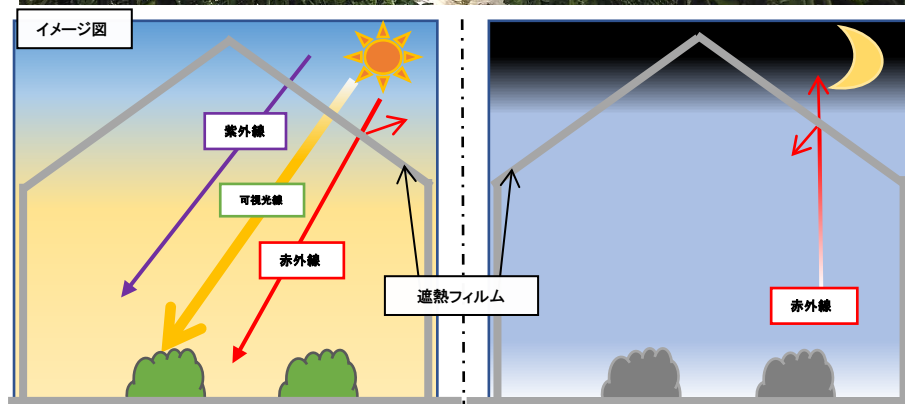 イメージ図
紫外線
可視光線
赤外線
遮熱フィルム
赤外線